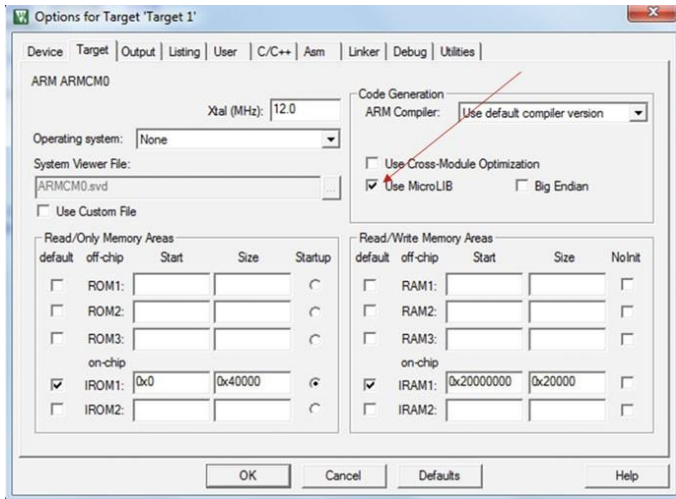 Options for Target 'Target 1'
Device Target Output Listing User C/C++ Asm Linker Debug Utilities
ARM ARMCM0
Xtal (MHz): 12.0
Operating system: None
System Viewer File:
ARMCM0.svd ...
Use Custom File
Code Generation
ARM Compiler: Use default compiler version
Use Cross-Module Optimization
Use MicroLIB Big Endian
Read/Only Memory Areas
default off-chip Start Size Startup
ROM1:
ROM2:
ROM3:
on-chip
IROM1: 0x0 0x40000
IROM2:
Read/Write Memory Areas
default off-chip Start Size NoInit
RAM1:
RAM2:
RAM3:
on-chip
IRAM1: 0x20000000 0x20000
IRAM2:
OK Cancel Defaults Help